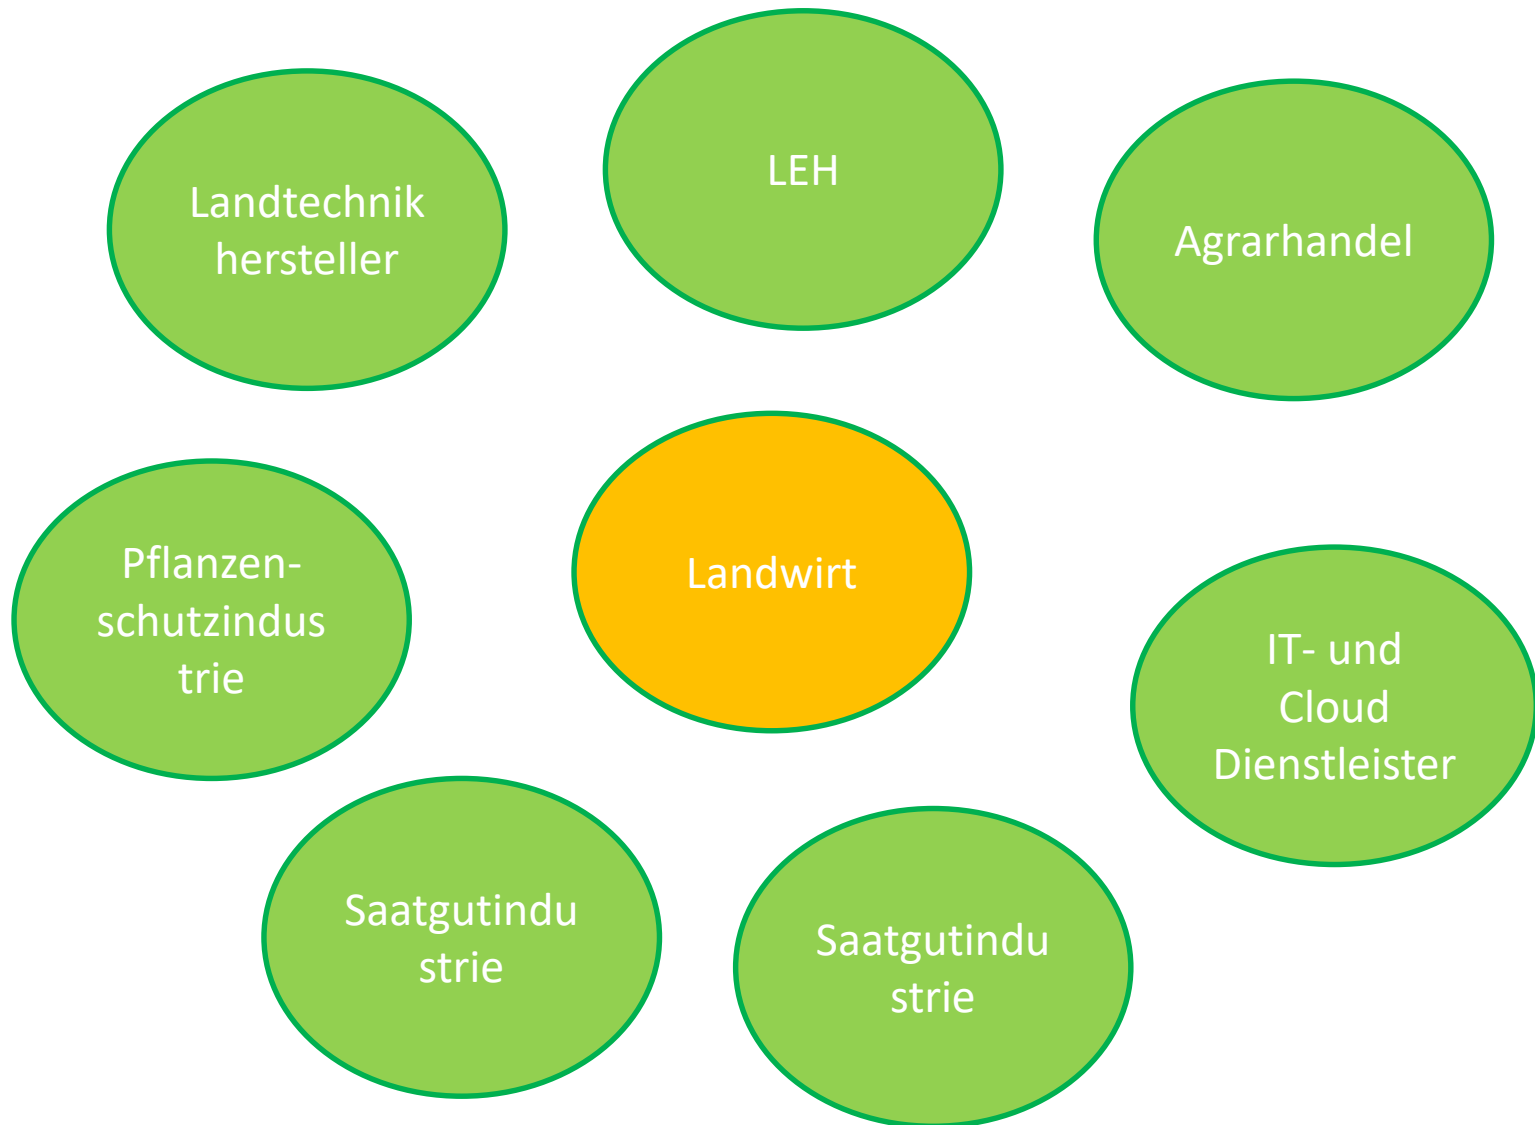 Landtechnik
hersteller
LEH
Agrarhandel
Landwirt
Pflanzen-
schutzindus
trie
IT- und
Cloud
Dienstleister
Saatgutindu
strie
Saatgutindu
strie